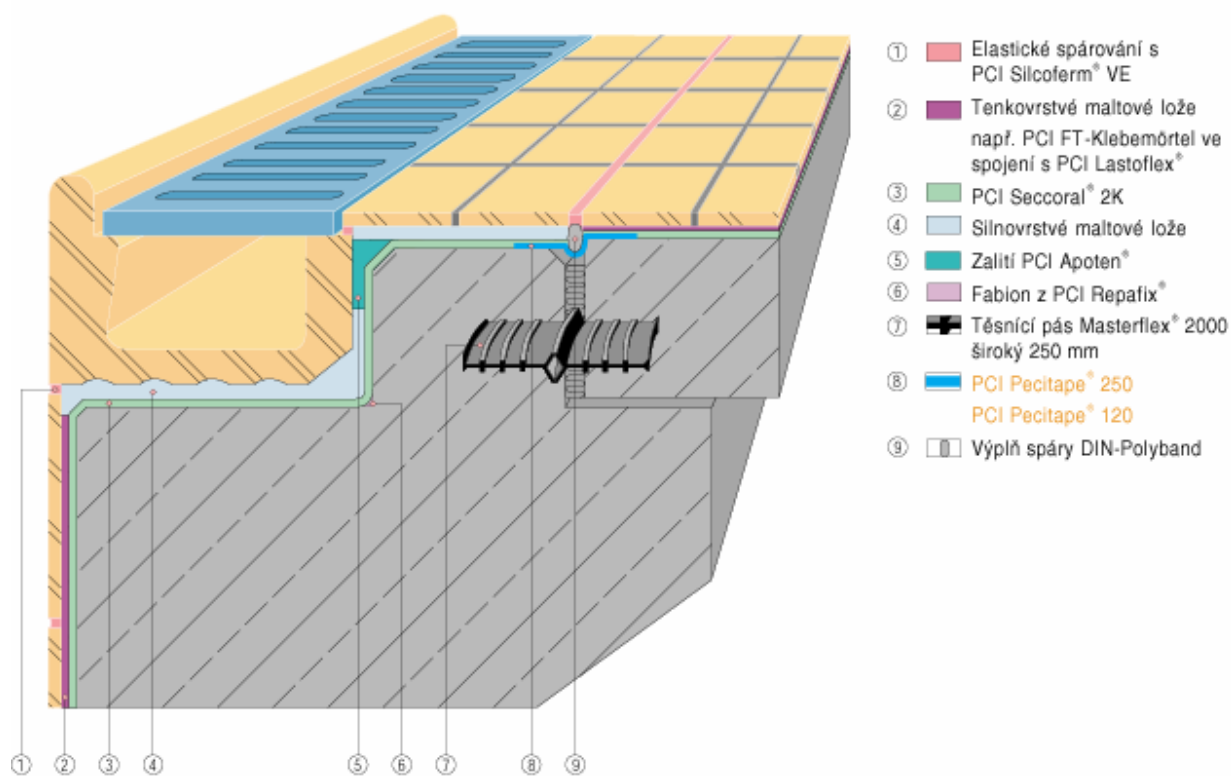 ① Elastické spárování s
PCI Silcoferm® VE
② Tenkovrstvé maltové lože
např. PCI FT-Klebemörtel ve
spojení s PCI Lastoflex®
③ PCI Seccoral® 2K
④ Silnovrstvé maltové lože
⑤ Zalití PCI Apoten®
⑥ Fabion z PCI Repafix®
⑦ Těsnící pás Masterflex® 2000
široký 250 mm
⑧ PCI Pecitape® 250
PCI Pecitape® 120
⑨ Výplň spáry DIN-Polyband
① ② ③ ④ ⑤ ⑥ ⑦ ⑧ ⑨